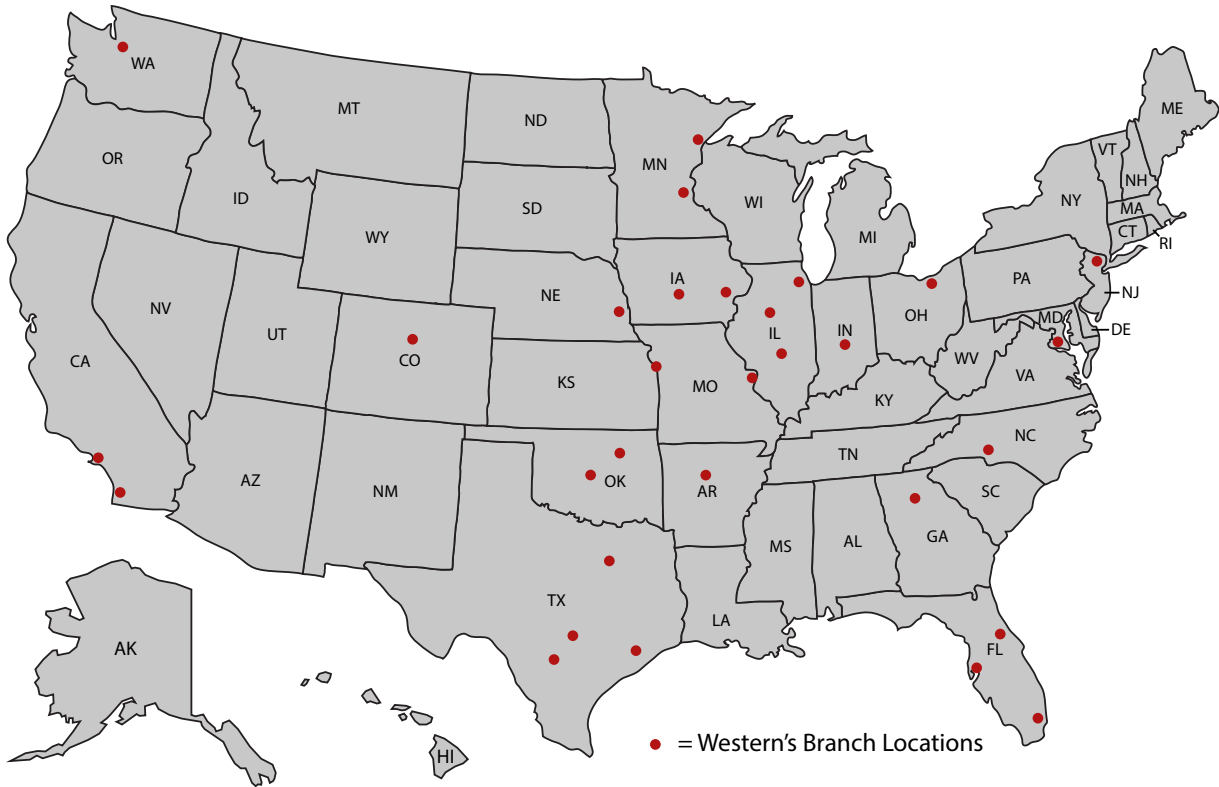 WA
MT
ND
MN
ME
VT
NH
OR
ID
SD
WI
NY
MA
WY
MI
CT
RI
NV
NE
IA
PA
NJ
UT
CO
IL
IN
OH
MD
DE
CA
KS
MO
WV
VA
KY
AZ
NM
OK
AR
TN
NC
SC
TX
MS
AL
GA
LA
FL
AK
HI
= Western's Branch Locations